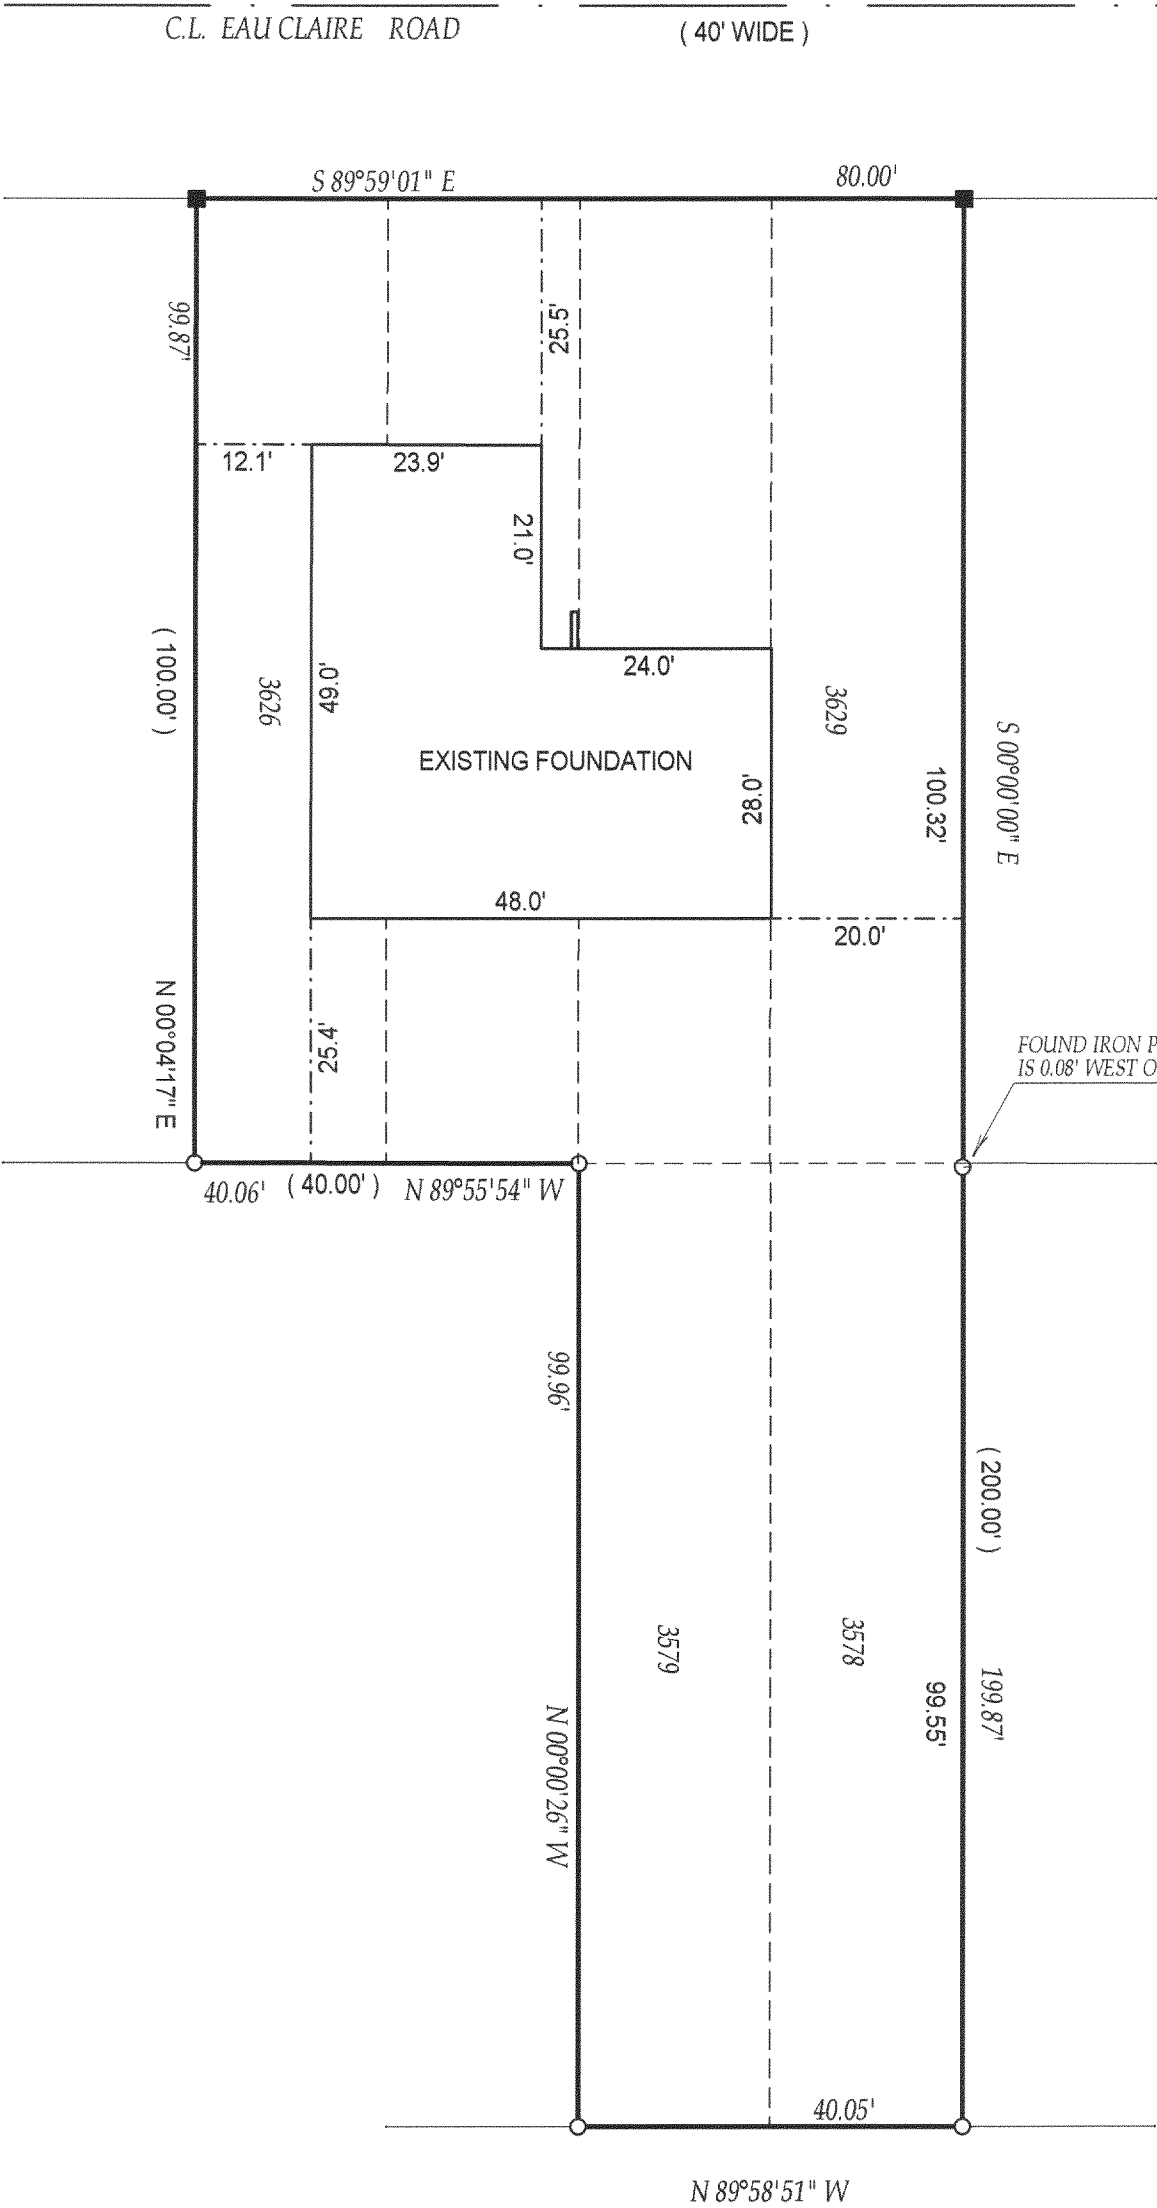 C.L. EAU CLAIRE ROAD
( 40' WIDE )
S 89°59'01" E
80.00'
99.87'
25.5'
12.1'
23.9'
21.0'
24.0'
( 100.00' )
3626
49.0'
3629
S 00°00'00" E
EXISTING FOUNDATION
28.0'
100.32'
48.0'
20.0'
N 00°04'17" E
25.4'
FOUND IRON P
IS 0.08' WEST O
40.06'
( 40.00' )
N 89°55'54" W
99.96'
( 200.00' )
3579
3578
199.87'
99.55'
N 00°00'26" W
40.05'
N 89°58'51" W